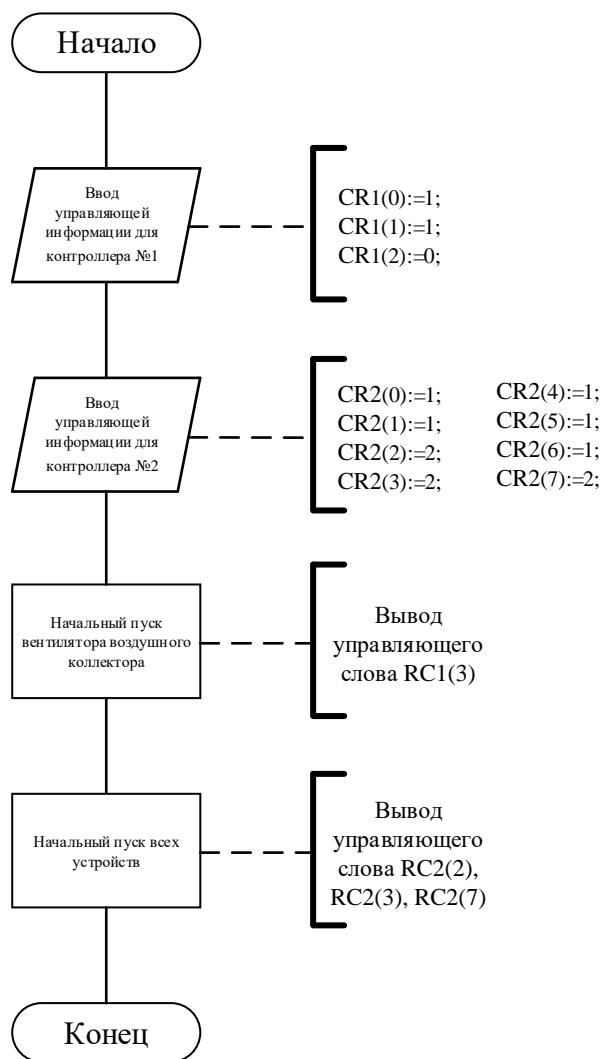 Начало
Ввод
управляющей
информации для
контроллера №1
CR1(0):=1;
CR1(1):=1;
CR1(2):=0;
Ввод
управляющей
информации для
контроллера №2
CR2(0):=1;
CR2(1):=1;
CR2(2):=2;
CR2(3):=2;
CR2(4):=1;
CR2(5):=1;
CR2(6):=1;
CR2(7):=2;
Начальный пуск
вентилятора воздушного
коллектора
Вывод
управляющего
слова RC1(3)
Начальный пуск всех
устройств
Вывод
управляющего
слова RC2(2),
RC2(3), RC2(7)
Конец